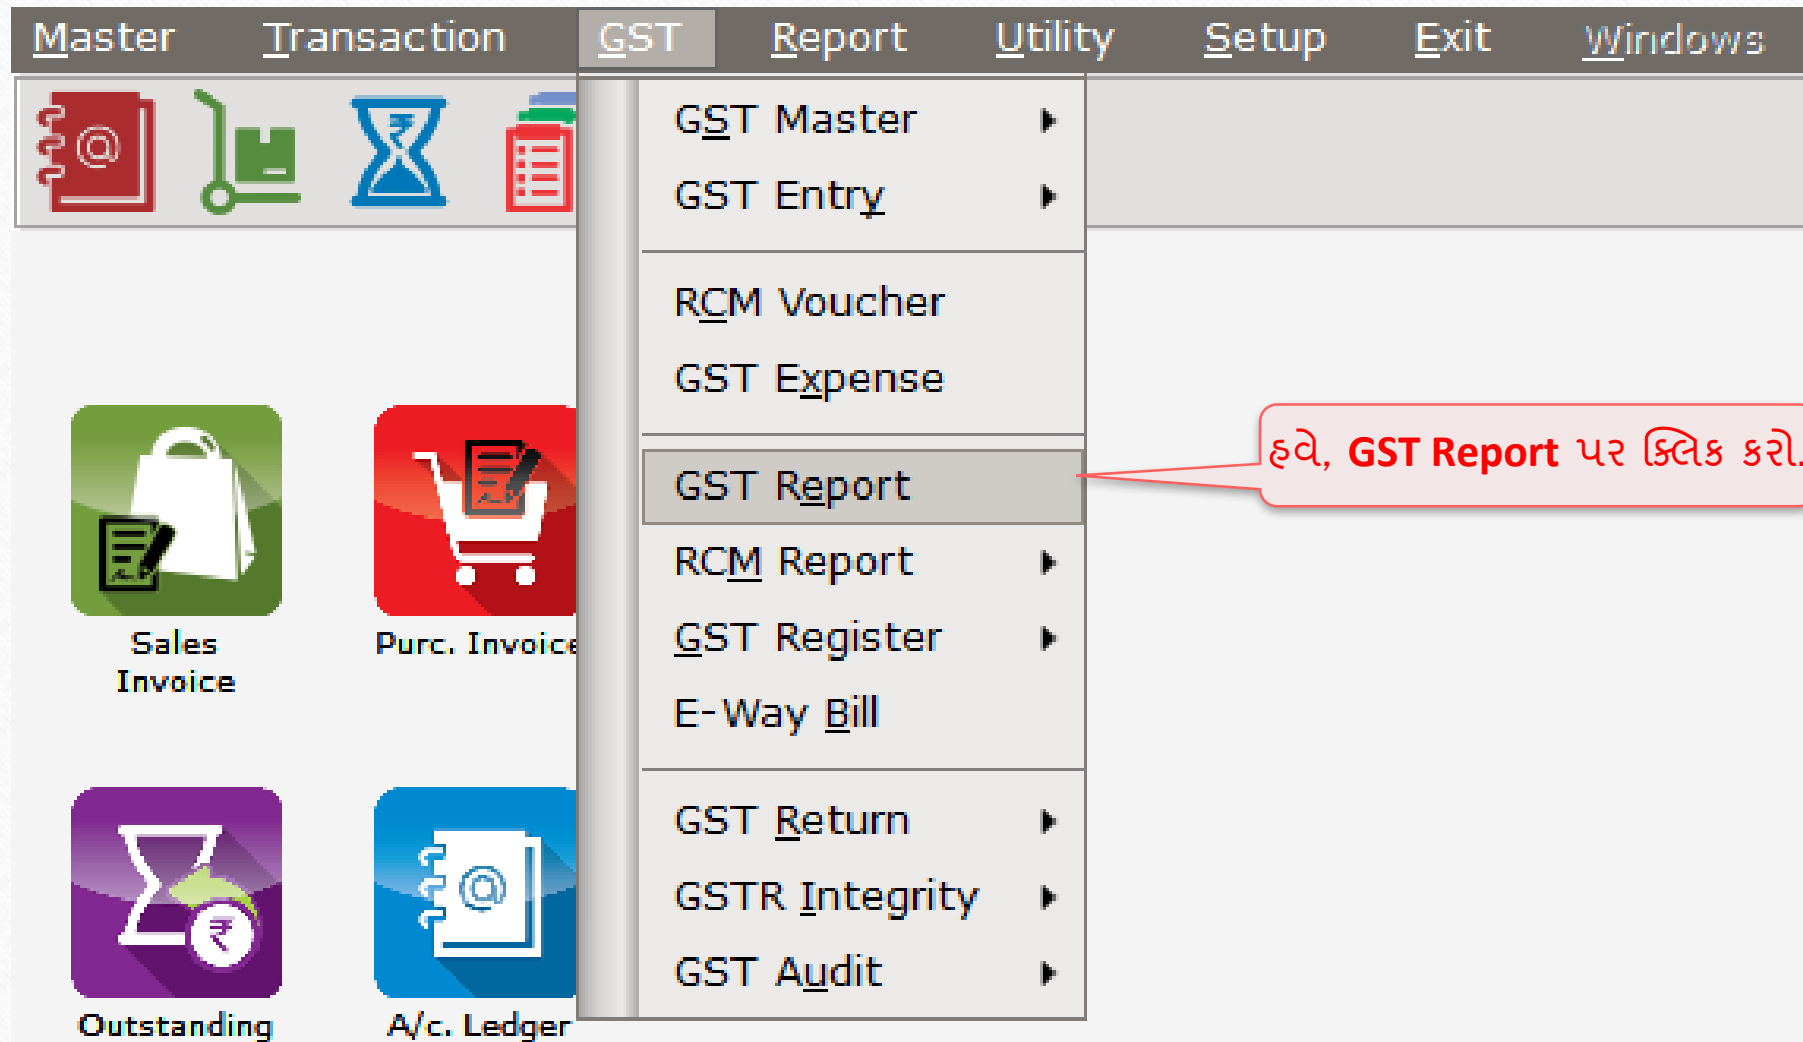 Master Transaction GST Report Utility Setup Exit Windows
GST Master
GST Entry
RCM Voucher
GST Expense
GST Report
RCM Report
GST Register
E-Way Bill
GST Return
GSTR Integrity
GST Audit
હવે, GST Report પર ક્લિક કરો.
Sales
Invoice
Purc. Invoice
Outstanding
A/c. Ledger